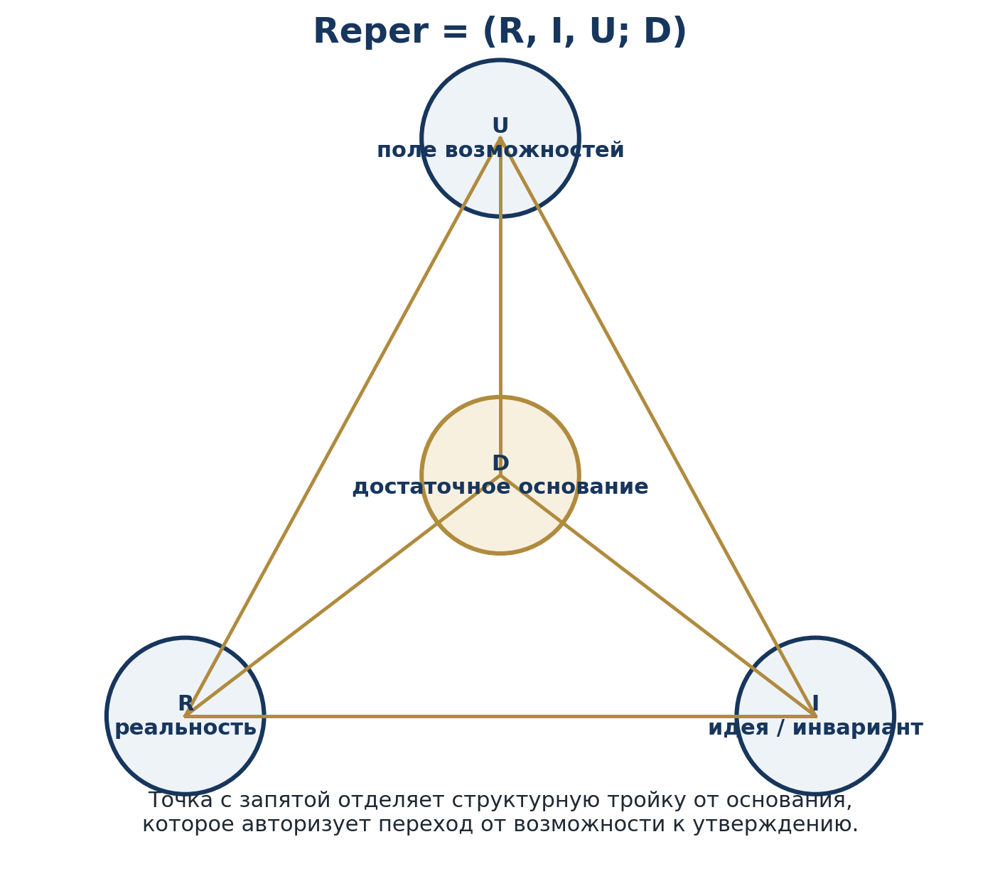 Reper = (R, I, U; D)
U
поле возможностей
D
достаточное основание
R
реальность
I
идея / инвариант
Точка с запятой отделяет структурную тройку от основания,
которое авторизует переход от возможности к утверждению.